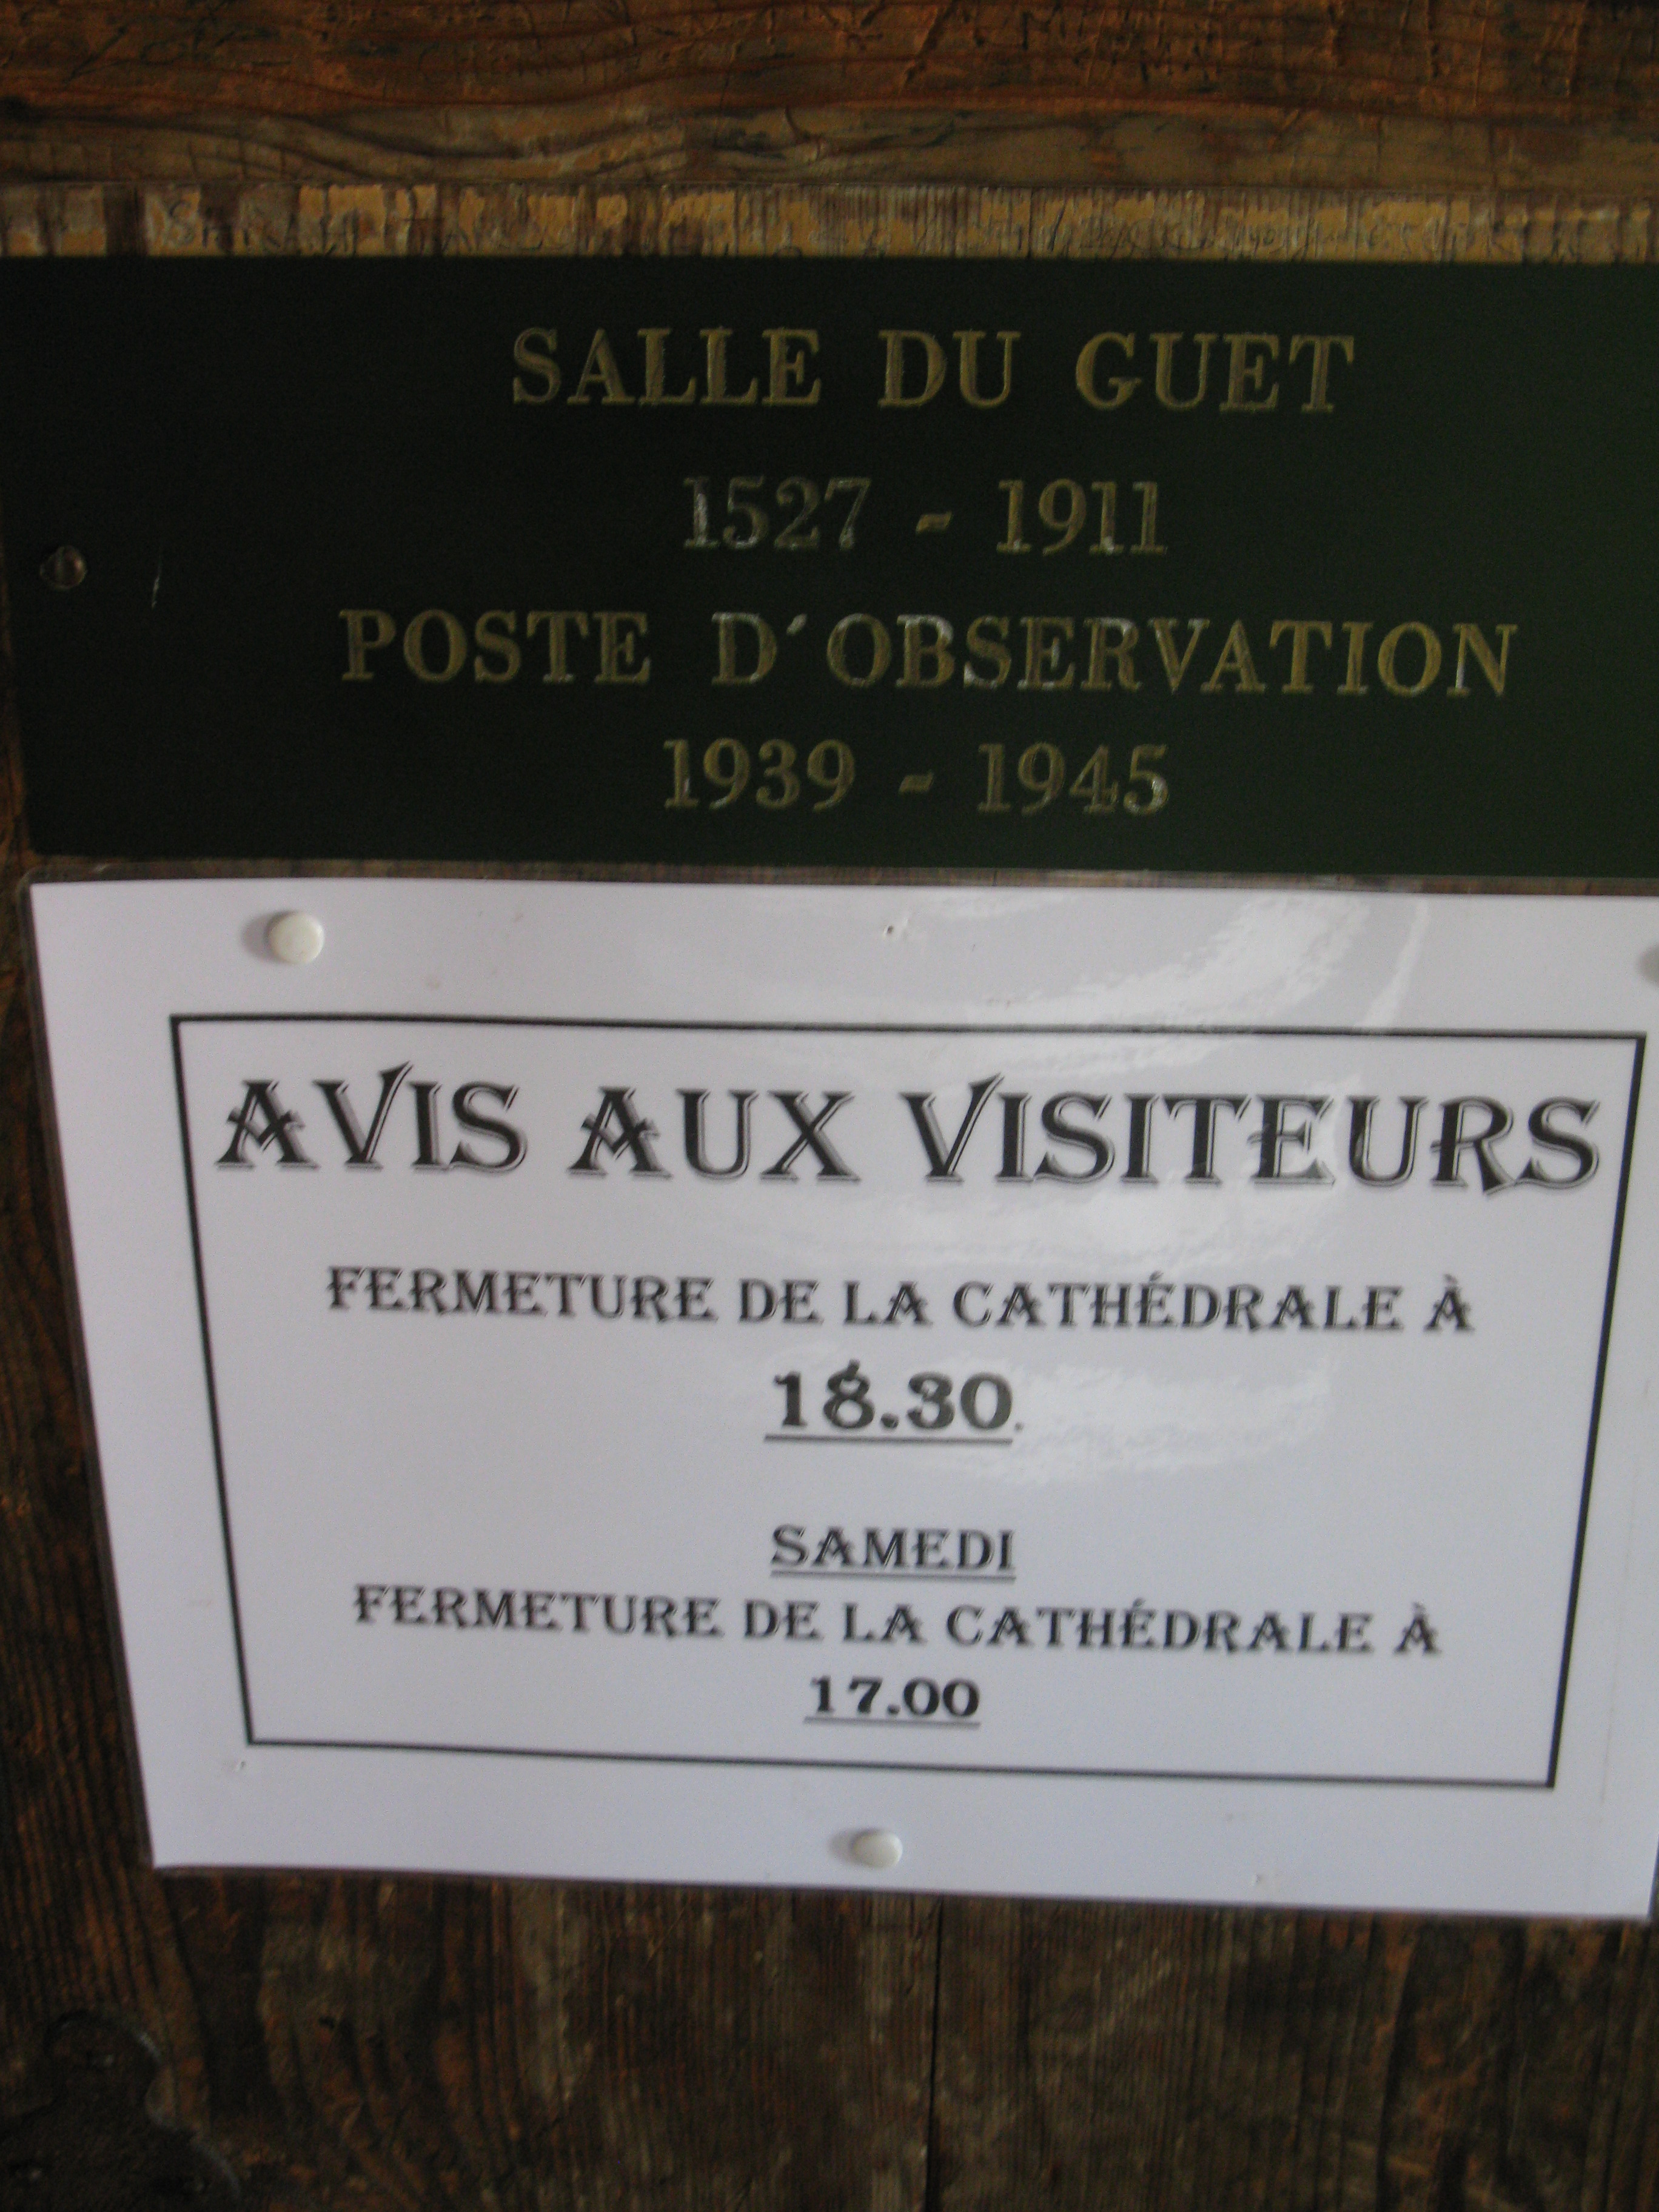 SALLE DU GUET
1527 - 1911
POSTE D'OBSERVATION
1939 - 1945
AVIS AUX VISITEURS
FERMETURE DE LA CATHÉDRALE À
18.30
SAMEDI
FERMETURE DE LA CATHÉDRALE À
17.00